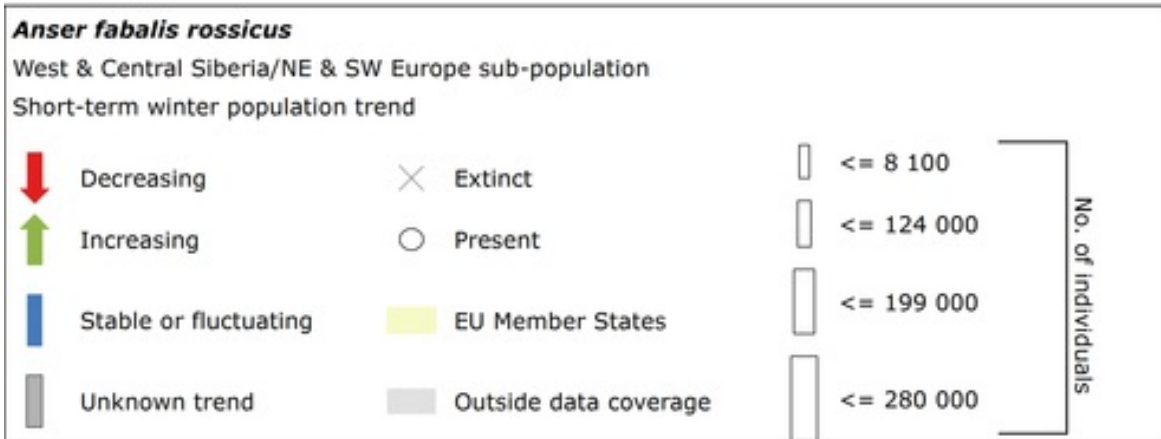 Anser fabalis rossicus
West & Central Siberia/NE & SW Europe sub-population
Short-term winter population trend
Decreasing
Increasing
Stable or fluctuating
Unknown trend
Extinct
Present
EU Member States
Outside data coverage
<= 8 100
<= 124 000
<= 199 000
<= 280 000
No. of individuals